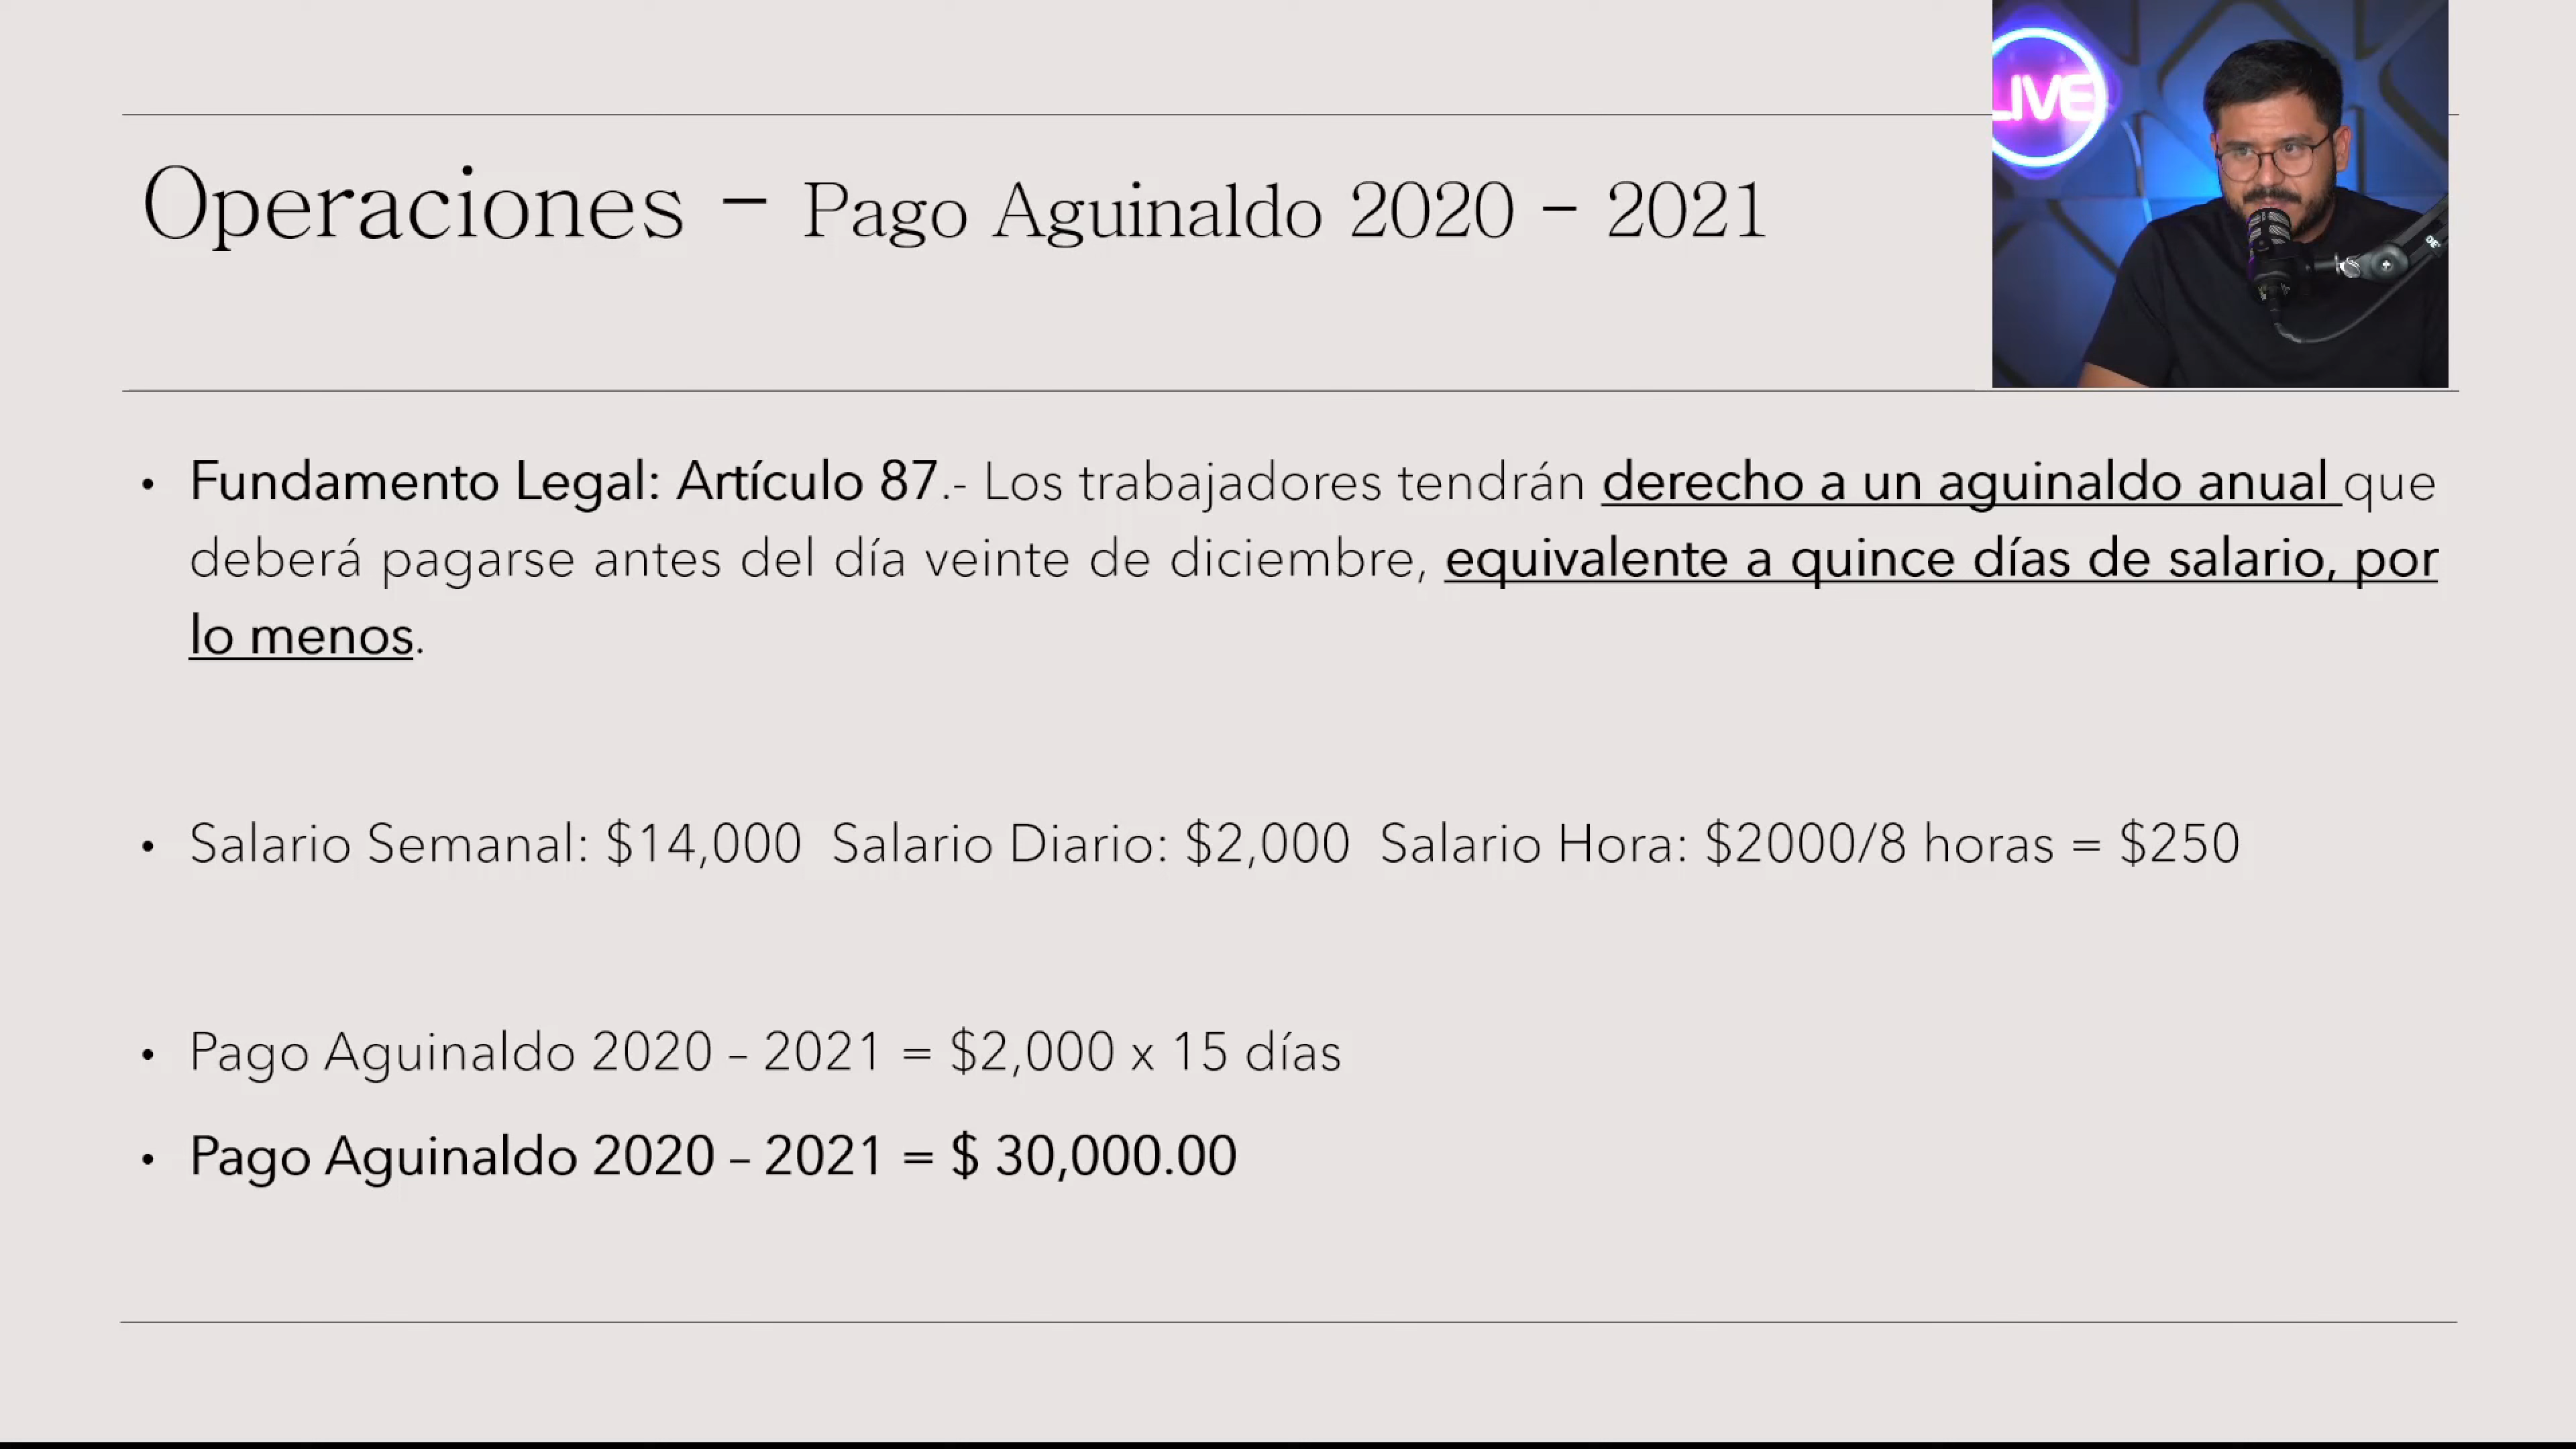 LIVE
Operaciones – Pago Aguinaldo 2020 – 2021
• Fundamento Legal: Artículo 87.- Los trabajadores tendrán derecho a un aguinaldo anual que
deberá pagarse antes del día veinte de diciembre, equivalente a quince días de salario, por
lo menos.
• Salario Semanal: $14,000 Salario Diario: $2,000 Salario Hora: $2000/8 horas = $250
• Pago Aguinaldo 2020 – 2021 = $2,000 x 15 días
• Pago Aguinaldo 2020 – 2021 = $ 30,000.00